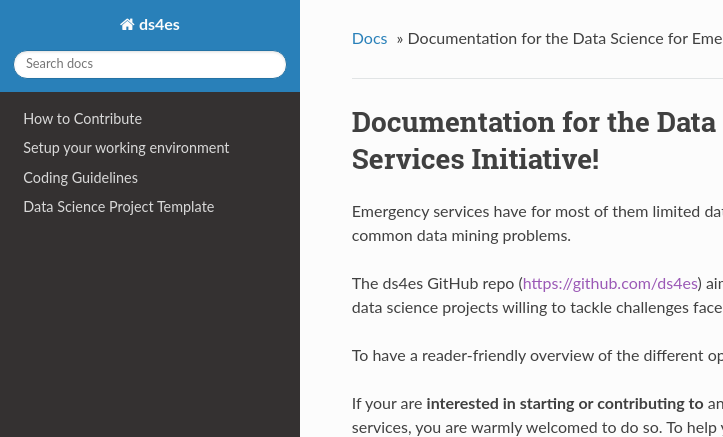 ds4es
Search docs
How to Contribute
Setup your working environment
Coding Guidelines
Data Science Project Template
Docs » Documentation for the Data Science for Eme
Documentation for the Data
Services Initiative!
Emergency services have for most of them limited dat
common data mining problems.
The ds4es GitHub repo (https://github.com/ds4es) ain
data science projects willing to tackle challenges face
To have a reader-friendly overview of the different op
If your are interested in starting or contributing to an
services, you are warmly welcomed to do so. To help y